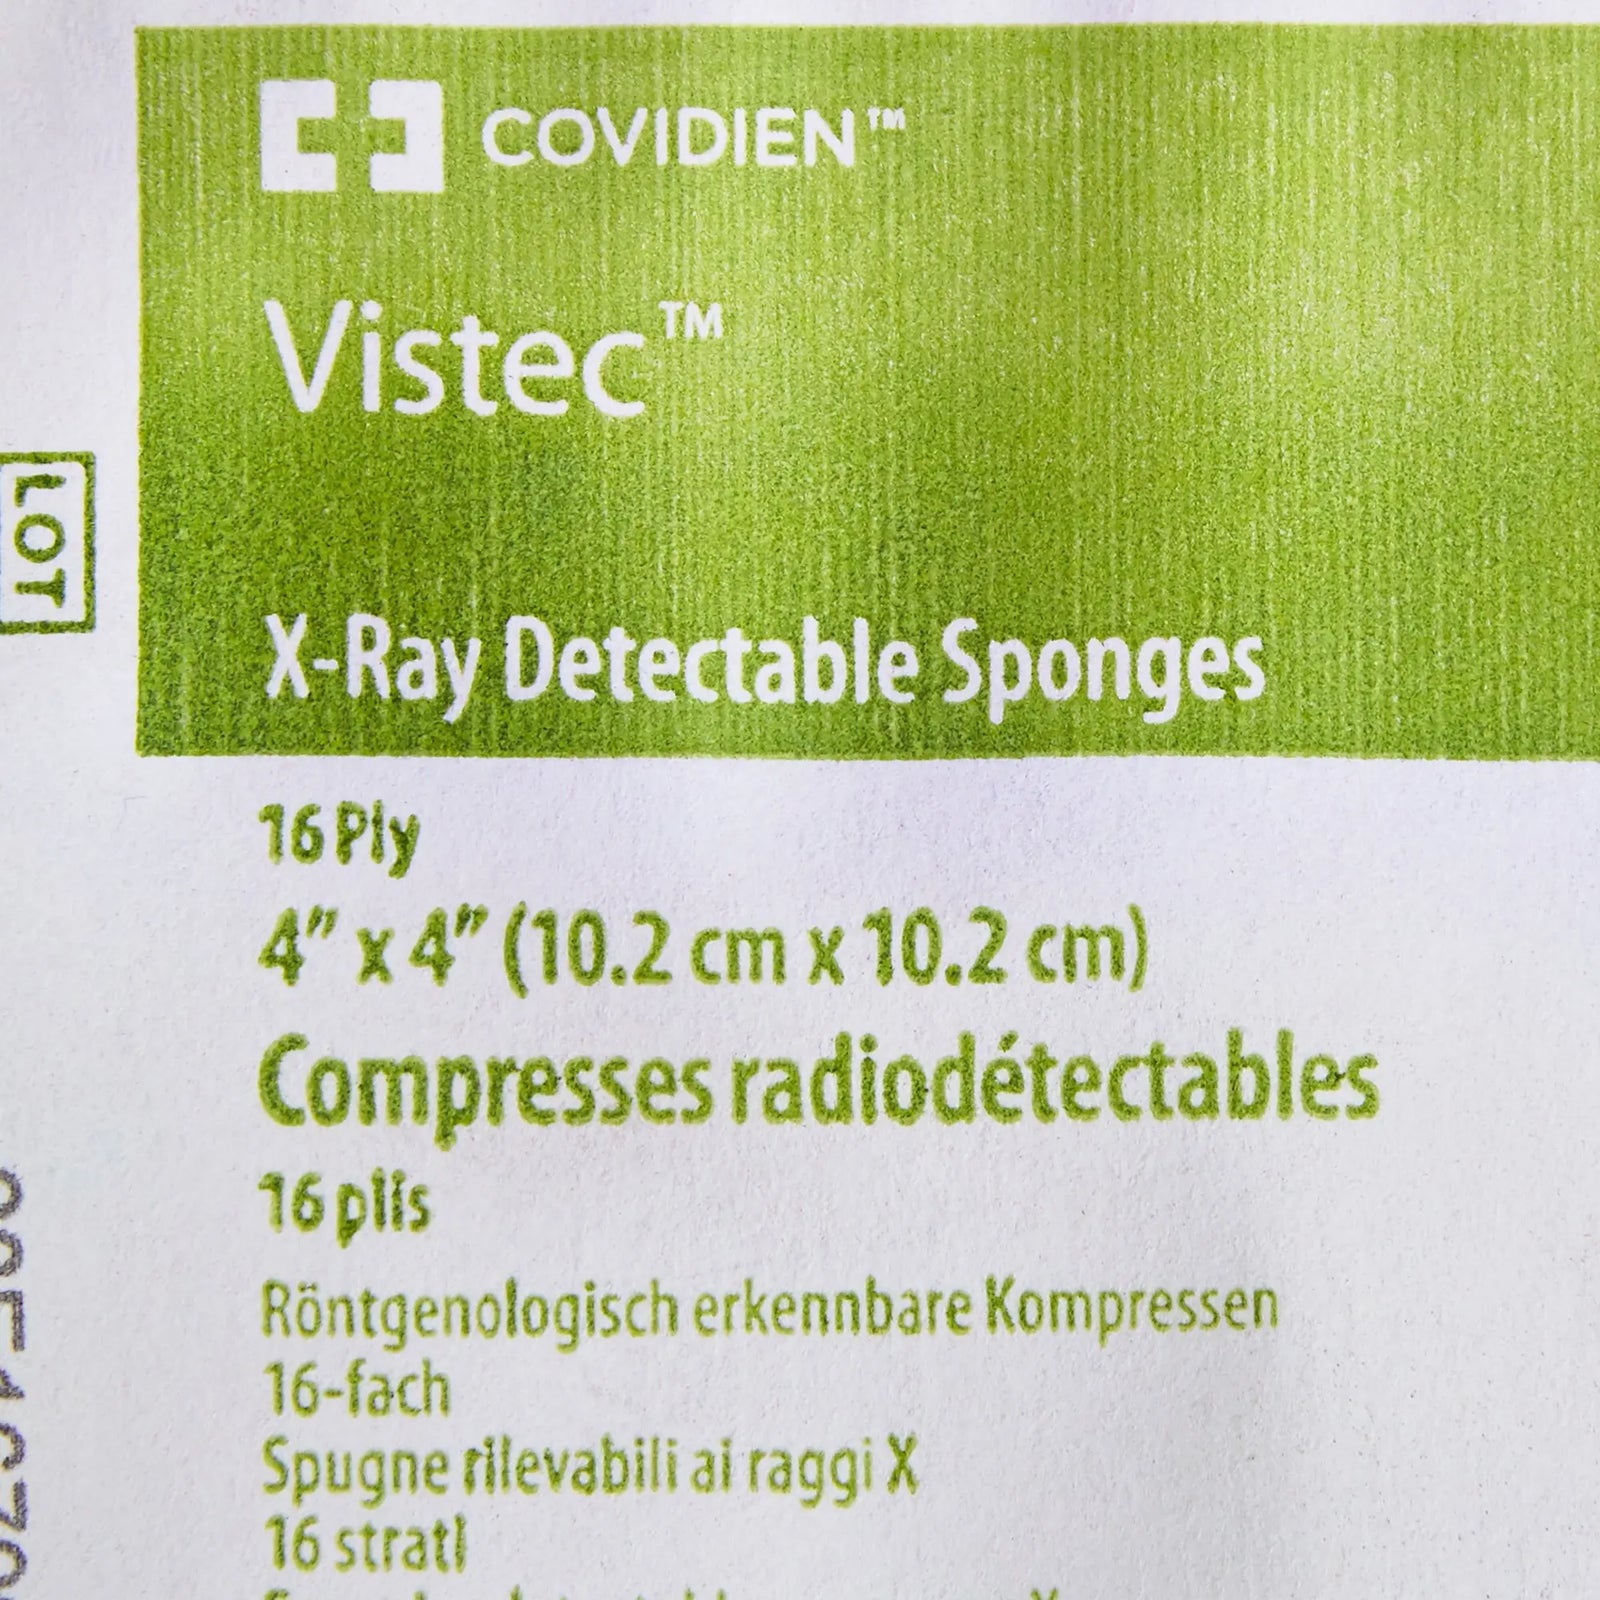 COVIDIEN™
Vistec™
X-Ray Detectable Sponges
LOT
16 Ply
4" x 4" (10.2 cm x 10.2 cm)
Compresses radiodétectables
16 plis
Röntgenologisch erkennbare Kompressen
16-fach
Spugne rilevabili ai raggi X
16 strati